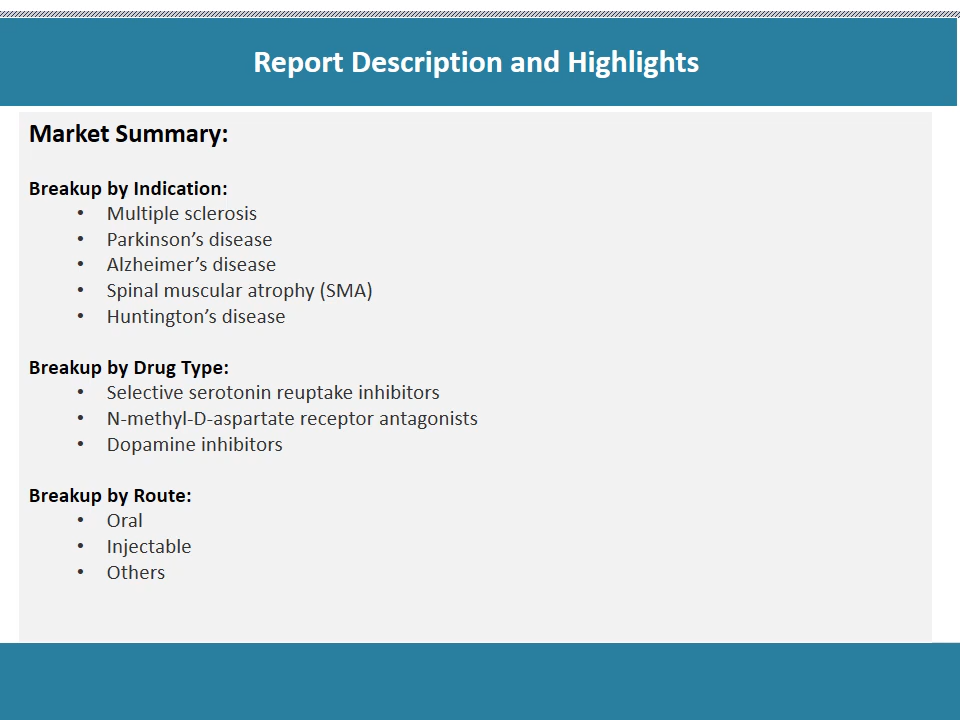 Report Description and Highlights
Market Summary:
Breakup by Indication:
• Multiple sclerosis
• Parkinson’s disease
• Alzheimer’s disease
• Spinal muscular atrophy (SMA)
• Huntington’s disease
Breakup by Drug Type:
• Selective serotonin reuptake inhibitors
• N-methyl-D-aspartate receptor antagonists
• Dopamine inhibitors
Breakup by Route:
• Oral
• Injectable
• Others